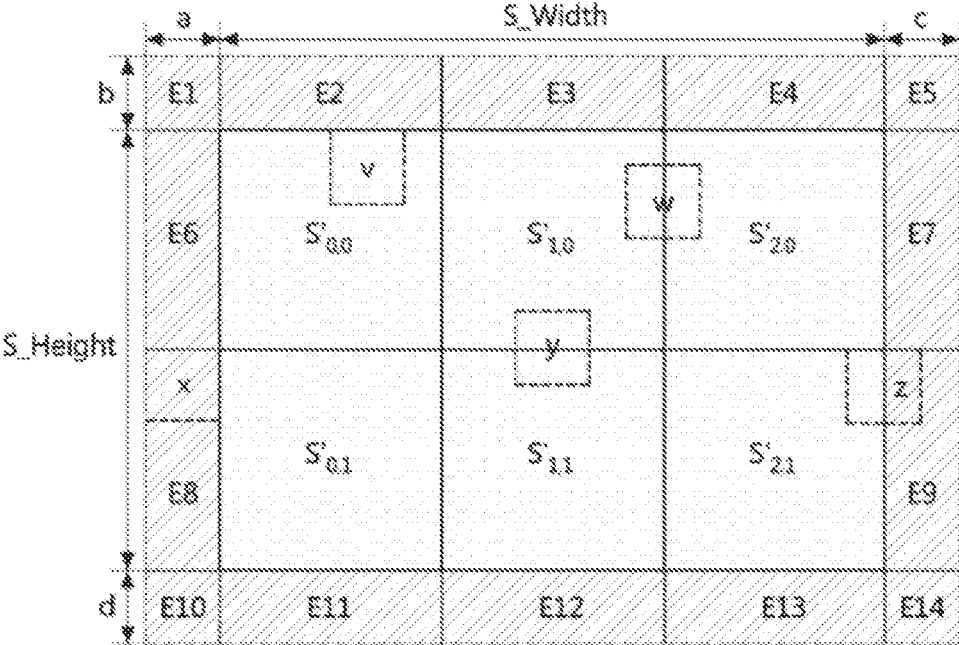 a S_Width c
b E1 E2 E3 E4 E5
v
w
E6 S'0,0 S'1,0 S'2,0 E7
S_Height y
x z
S'0,1 S'1,1 S'2,1
E8 E9
d E10 E11 E12 E13 E14